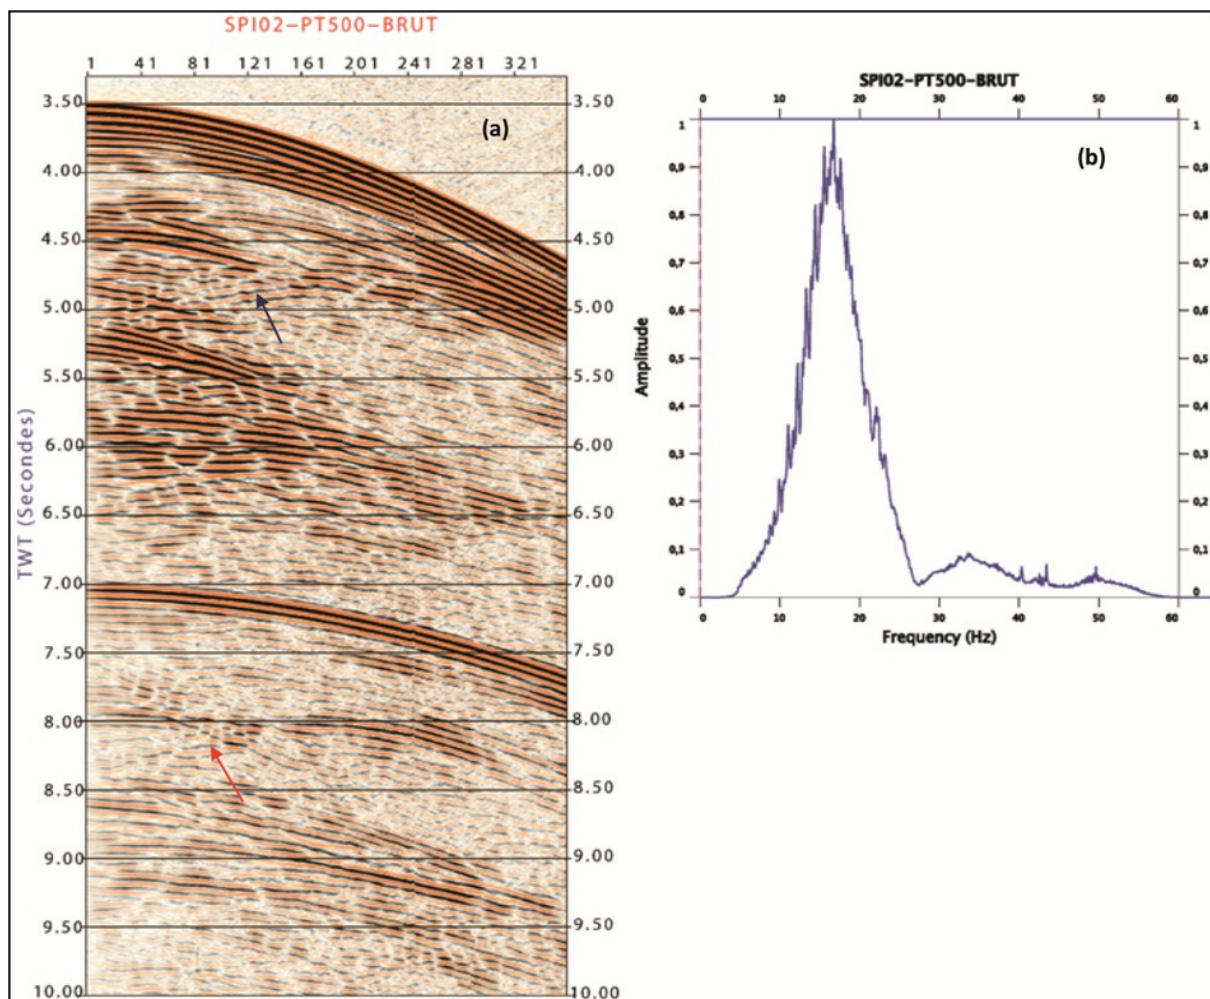 SPI02-PT500-BRUT
1 41 81 121 161 201 241 281 321
3.50 3.50
(a)
4.00 4.00
4.50 4.50
5.00 5.00
5.50 5.50
6.00 6.00
6.50 6.50
7.00 7.00
7.50 7.50
8.00 8.00
8.50 8.50
9.00 9.00
9.50 9.50
10.00 10.00
TWT (Secondes)
SPI02-PT500-BRUT
0 10 20 30 40 50 60
1 1
(b)
0,9 0,9
0,8 0,8
0,7 0,7
0,6 0,6
0,5 0,5
0,4 0,4
0,3 0,3
0,2 0,2
0,1 0,1
0 0
Amplitude
0 10 20 30 40 50 60
Frequency (Hz)